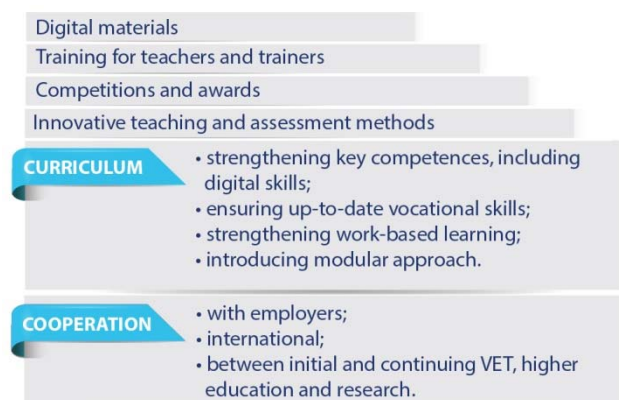 Digital materials
Training for teachers and trainers
Competitions and awards
Innovative teaching and assessment methods
CURRICULUM
• strengthening key competences, including
digital skills;
• ensuring up-to-date vocational skills;
• strengthening work-based learning;
• introducing modular approach.
COOPERATION
• with employers;
• international;
• between initial and continuing VET, higher
education and research.